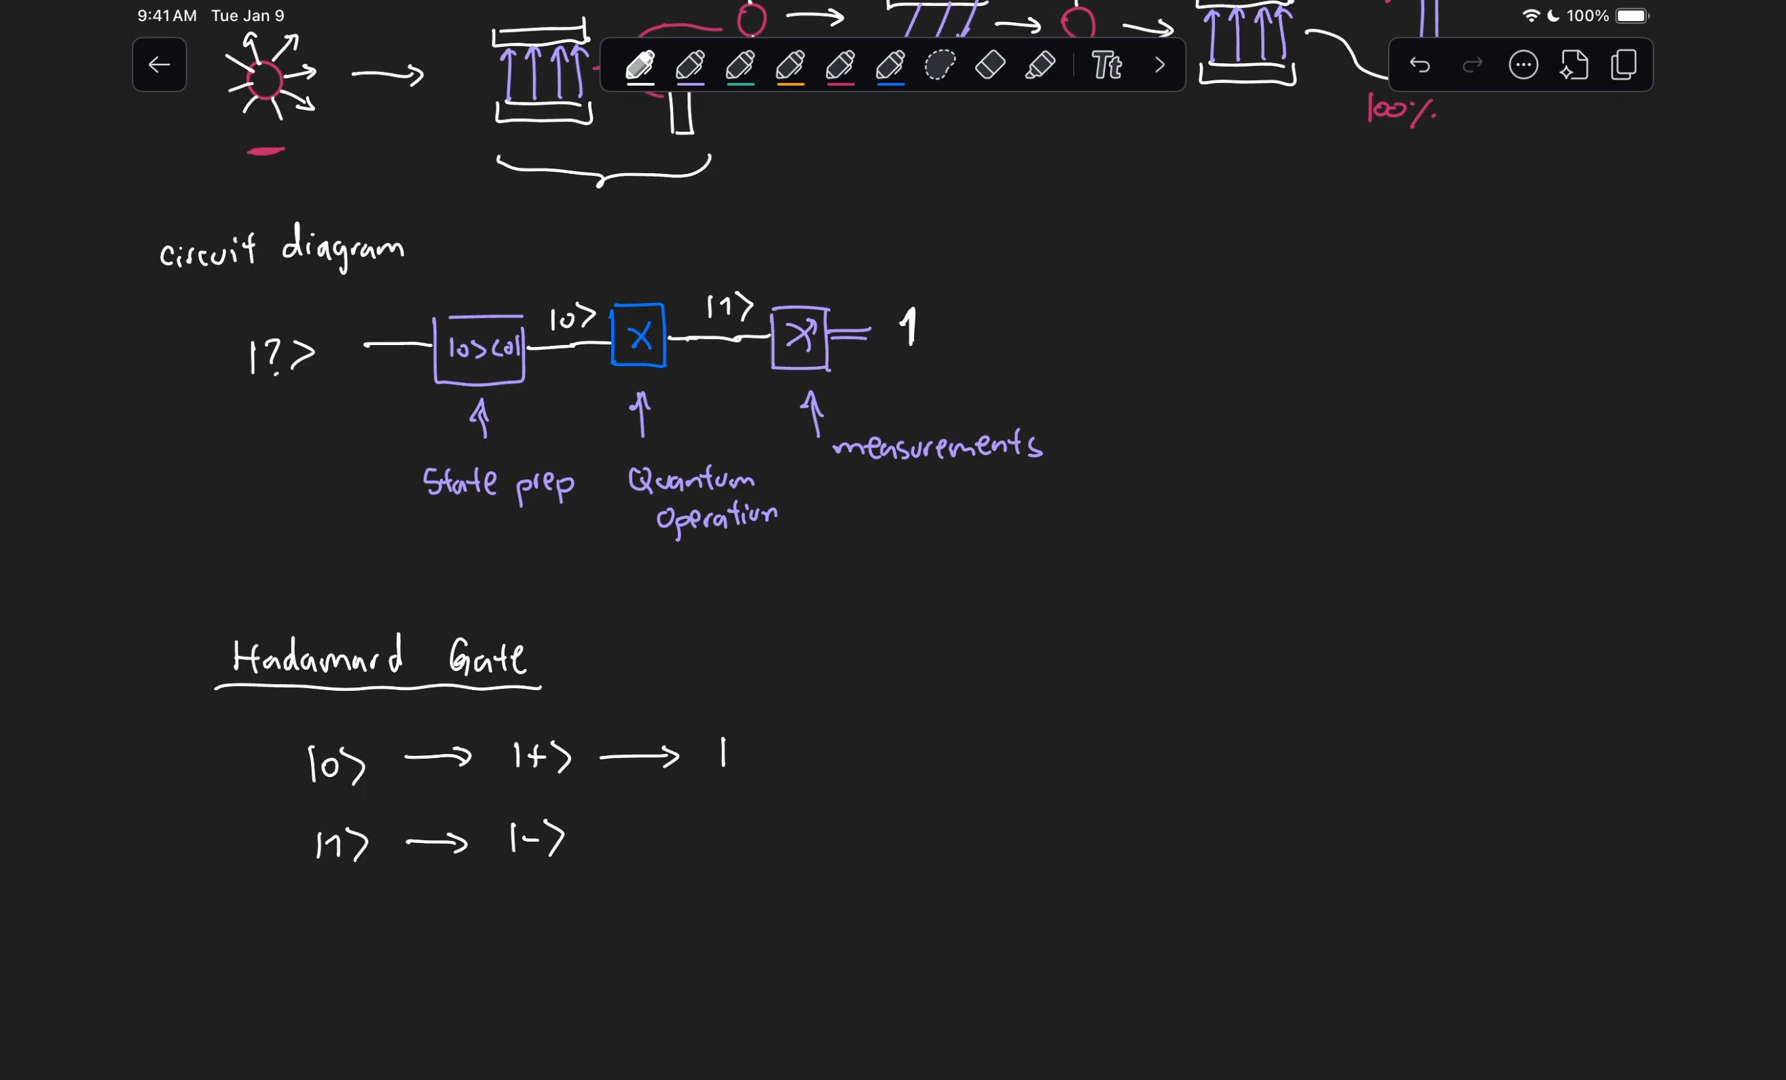 9:41 AM Tue Jan 9
100%
Tt
100%
circuit diagram
|?> |0><0| |0> X |1> 1
State prep
Quantum
Operation
measurements
Hadamard Gate
|0> → |+> → |
|1> → |->